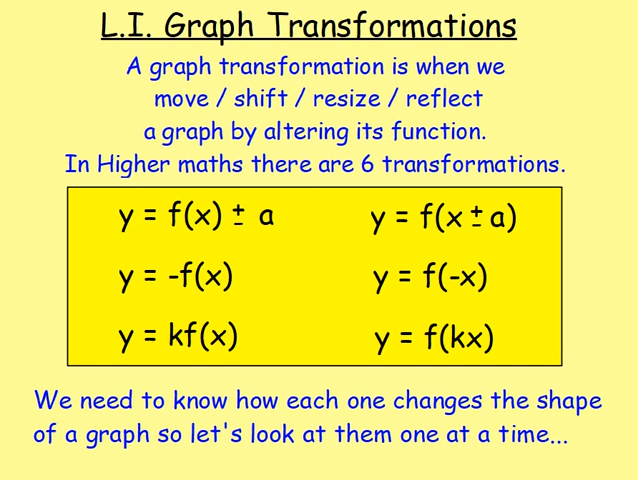 L.I. Graph Transformations
A graph transformation is when we
move / shift / resize / reflect
a graph by altering its function.
In Higher maths there are 6 transformations.
y = f(x) ± a
y = f(x ± a)
y = -f(x)
y = f(-x)
y = kf(x)
y = f(kx)
We need to know how each one changes the shape
of a graph so let's look at them one at a time...